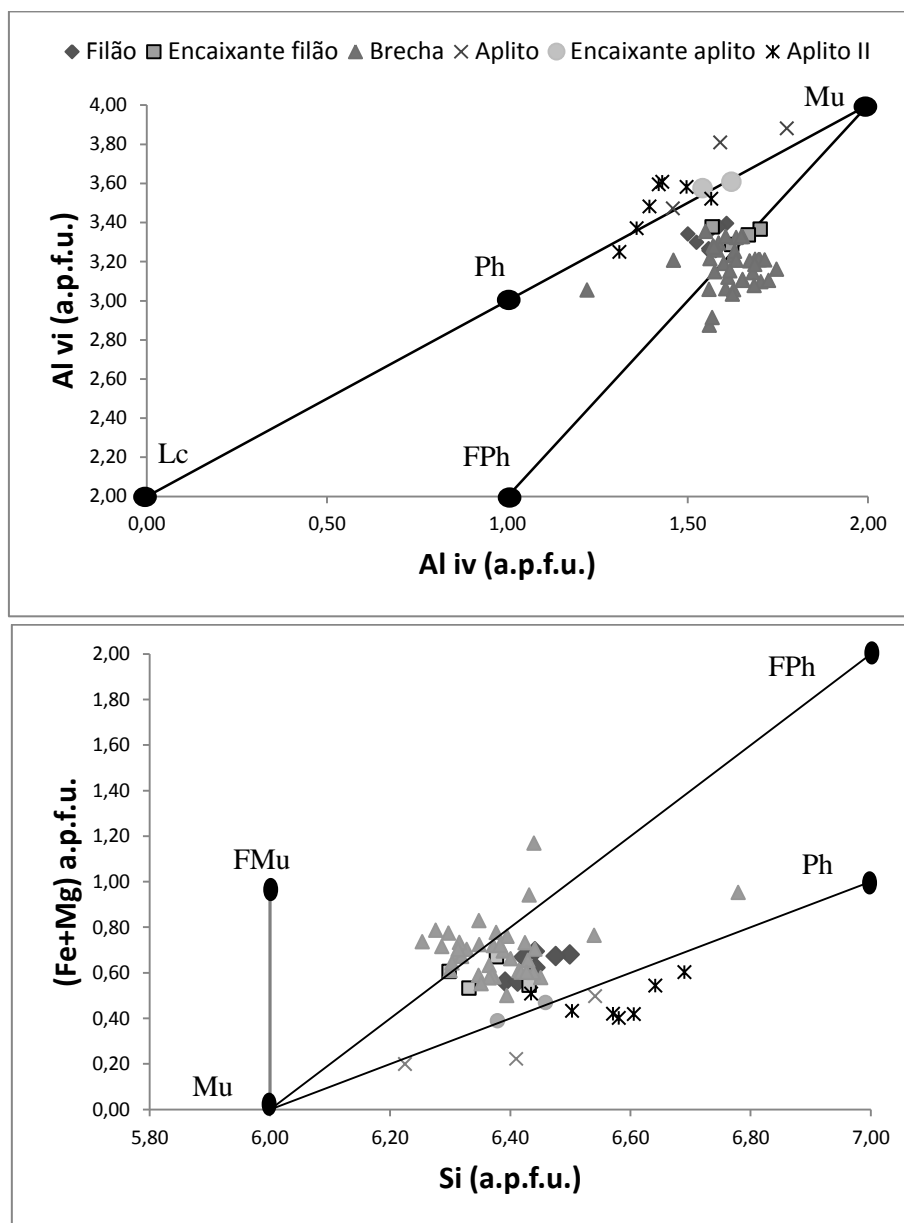 Filão Encaixante filão Brecha Aplito Encaixante aplito Aplito II
Mu
4,00
3,80
3,60
3,40
3,20
3,00
2,80
2,60
2,40
2,20
2,00
Al vi (a.p.f.u.)
Ph
Lc
FPh
0,00 0,50 1,00 1,50 2,00
Al iv (a.p.f.u.)
2,00
1,80
1,60
1,40
1,20
1,00
0,80
0,60
0,40
0,20
0,00
(Fe+Mg) a.p.f.u.
FPh
Ph
FMu
Mu
5,80 6,00 6,20 6,40 6,60 6,80 7,00
Si (a.p.f.u.)